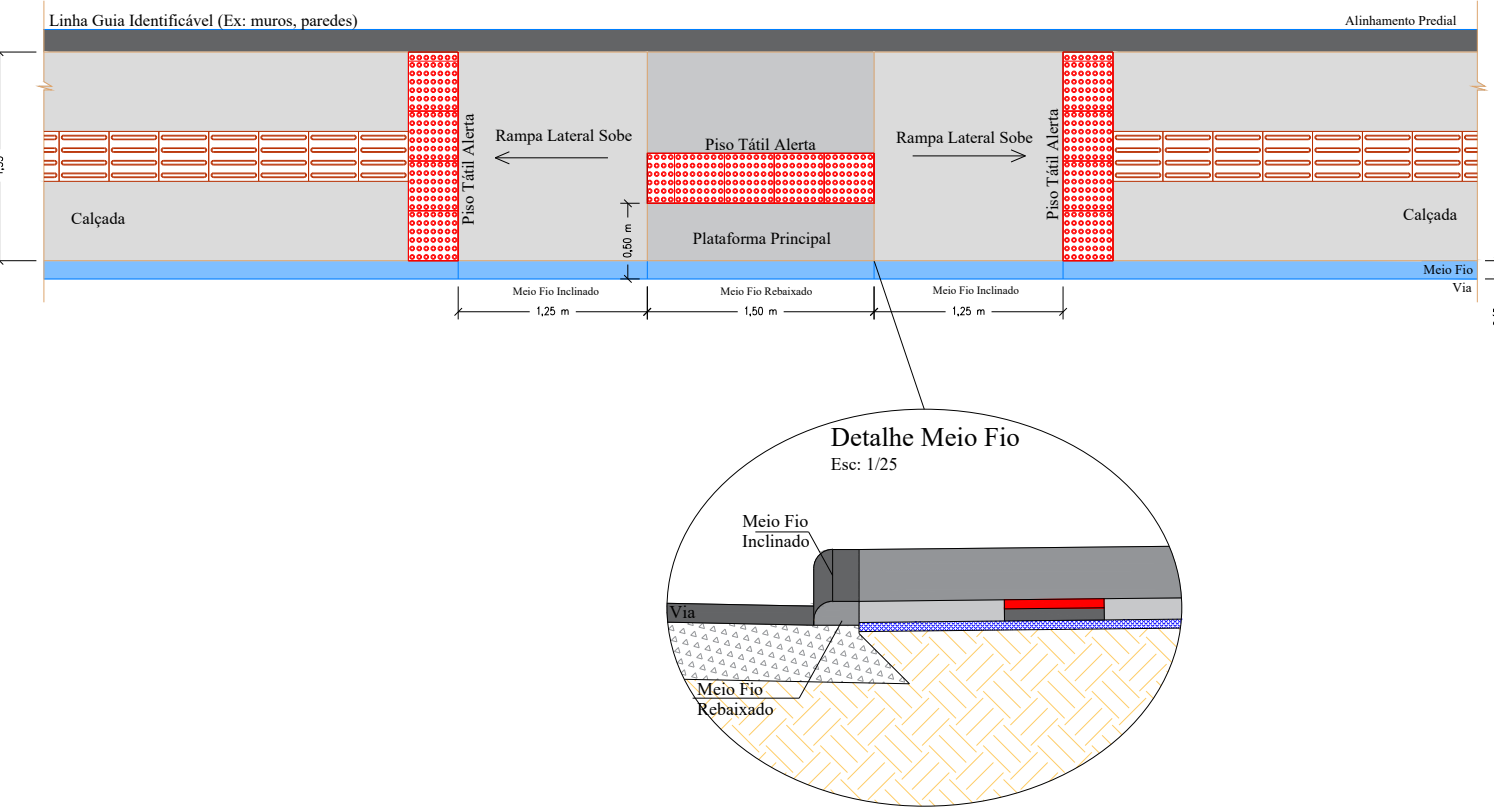 Linha Guia Identificável (Ex: muros, paredes)
Alinhamento Predial
Rampa Lateral Sobe
Piso Tátil Alerta
Rampa Lateral Sobe
Piso Tátil Alerta
Piso Tátil Alerta
Calçada
Calçada
0,50 m
Plataforma Principal
Meio Fio
Via
Meio Fio Inclinado
Meio Fio Rebaixado
Meio Fio Inclinado
1,25 m
1,50 m
1,25 m
Detalhe Meio Fio
Esc: 1/25
Meio Fio
Inclinado
Via
Meio Fio
Rebaixado